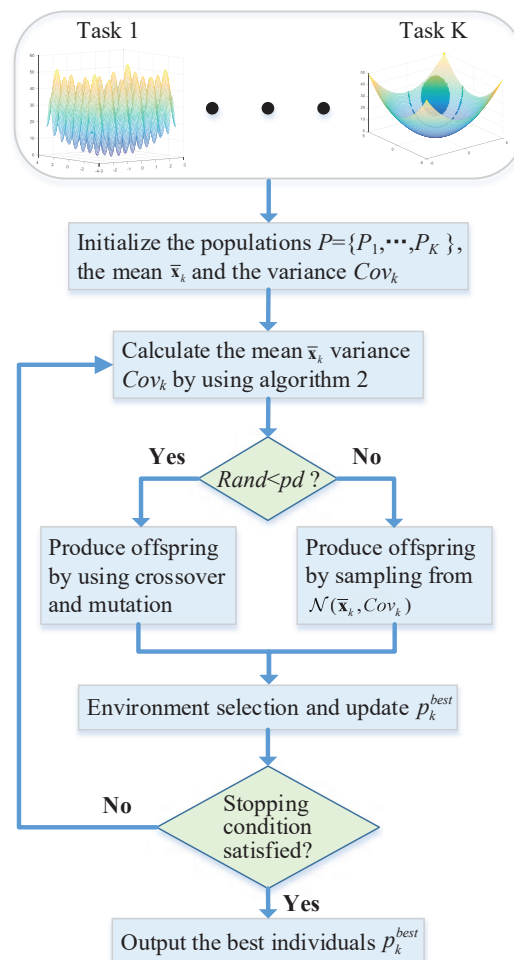 Task 1
Task K
Initialize the populations P={P₁,⋯,P_K},
the mean x̄ₖ and the variance Covₖ
Calculate the mean x̄ₖ variance
Covₖ by using algorithm 2
Yes
No
Rand<pd ?
Produce offspring
by using crossover
and mutation
Produce offspring
by sampling from
𝒩(x̄ₖ,Covₖ)
Environment selection and update pₖᵇᵉˢᵗ
No
Stopping
condition
satisfied?
Yes
Output the best individuals pₖᵇᵉˢᵗ